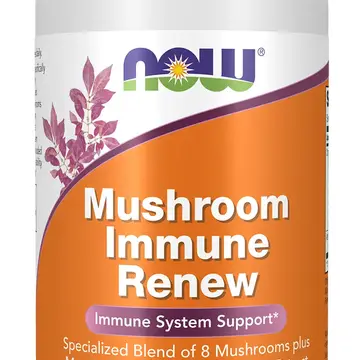 now
Mushroom
Immune
Renew
Immune System Support*
Specialized Blend of 8 Mushrooms plus